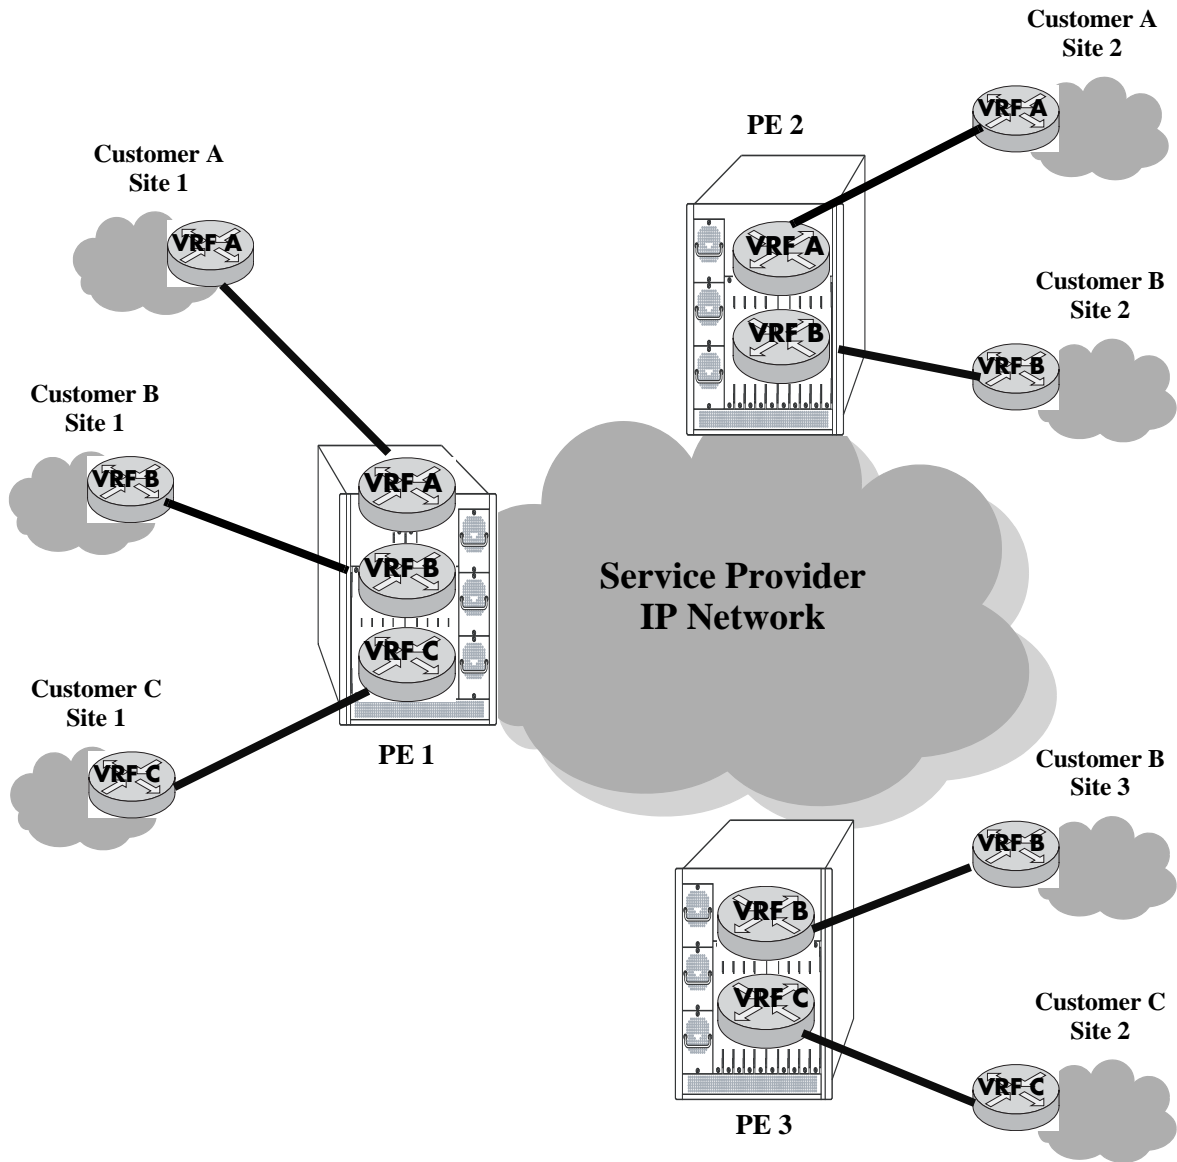 Customer A
Site 2
VRF A
PE 2
Customer A
Site 1
VRF A
VRF A
VRF B
Customer B
Site 2
VRF B
Customer B
Site 1
VRF B
VRF A
VRF B
VRF C
PE 1
Service Provider
IP Network
Customer C
Site 1
VRF C
Customer B
Site 3
VRF B
VRF B
VRF C
PE 3
Customer C
Site 2
VRF C